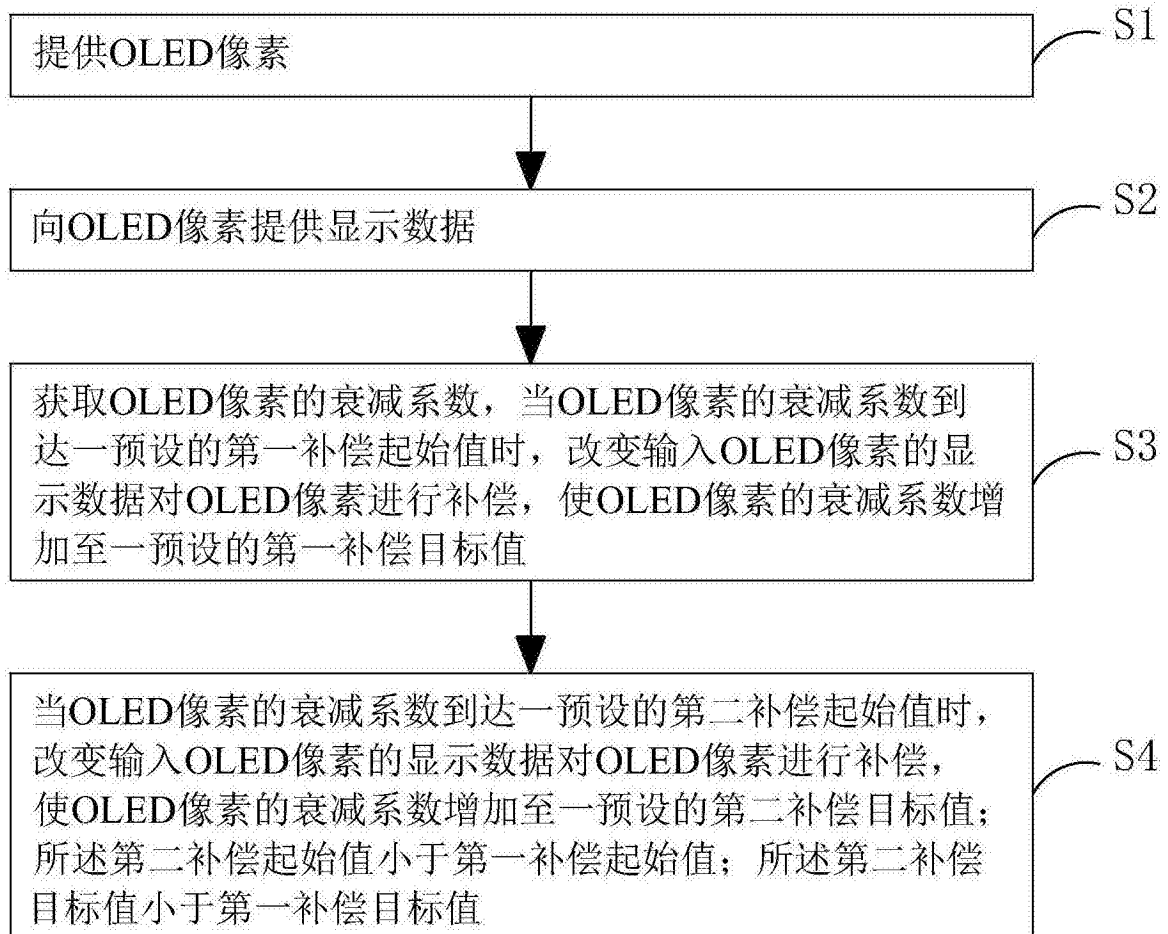 提供OLED像素
S1
向OLED像素提供显示数据
S2
获取OLED像素的衰减系数，当OLED像素的衰减系数到
达一预设的第一补偿起始值时，改变输入OLED像素的显
示数据对OLED像素进行补偿，使OLED像素的衰减系数增
加至一预设的第一补偿目标值
S3
当OLED像素的衰减系数到达一预设的第二补偿起始值时，
改变输入OLED像素的显示数据对OLED像素进行补偿，
使OLED像素的衰减系数增加至一预设的第二补偿目标值；
所述第二补偿起始值小于第一补偿起始值；所述第二补偿
目标值小于第一补偿目标值
S4